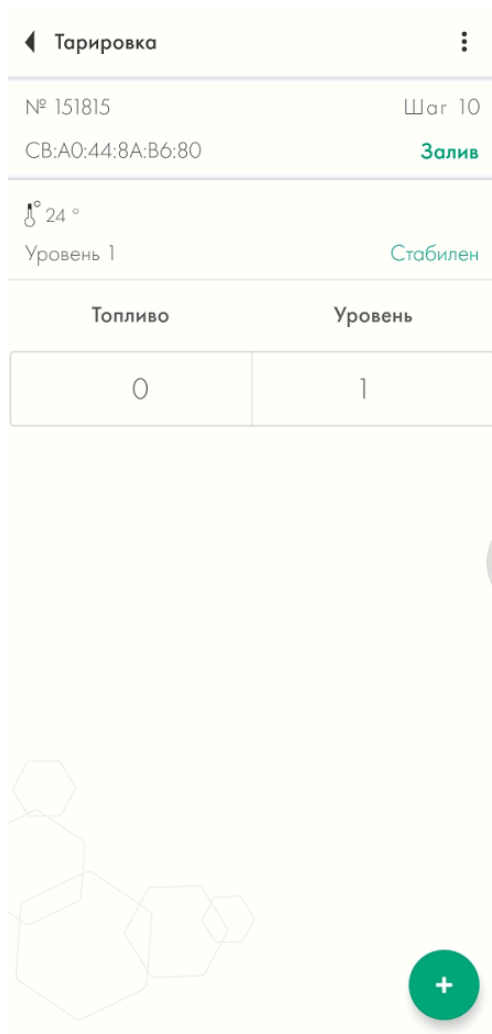 Тарировка
№ 151815 Шаг 10
CB:A0:44:8A:B6:80 Залив
24 °
Уровень 1 Стабилен
Топливо Уровень
0 1
+